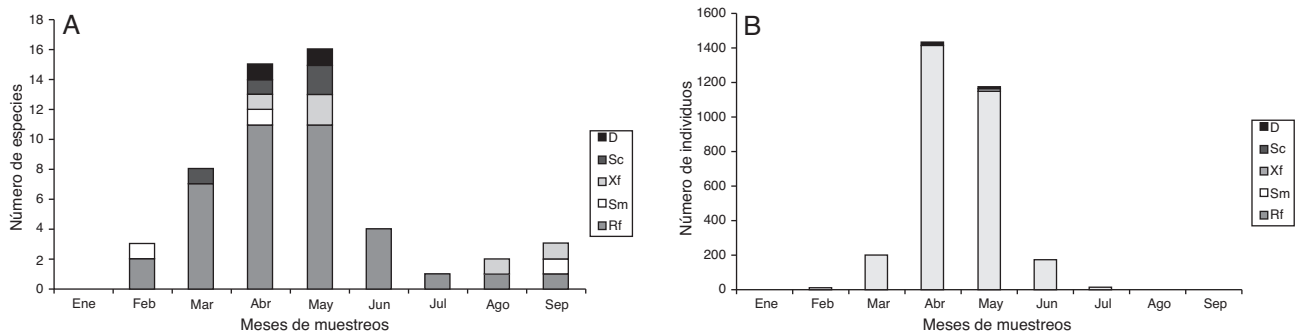 A
Número de especies
18
16
14
12
10
8
6
4
2
0
Ene Feb Mar Abr May Jun Jul Ago Sep
Meses de muestreos
D
Sc
Xf
Sm
Rf
B
Número de individuos
1600
1400
1200
1000
800
600
400
200
0
Ene Feb Mar Abr May Jun Jul Ago Sep
Meses de muestreos
D
Sc
Xf
Sm
Rf